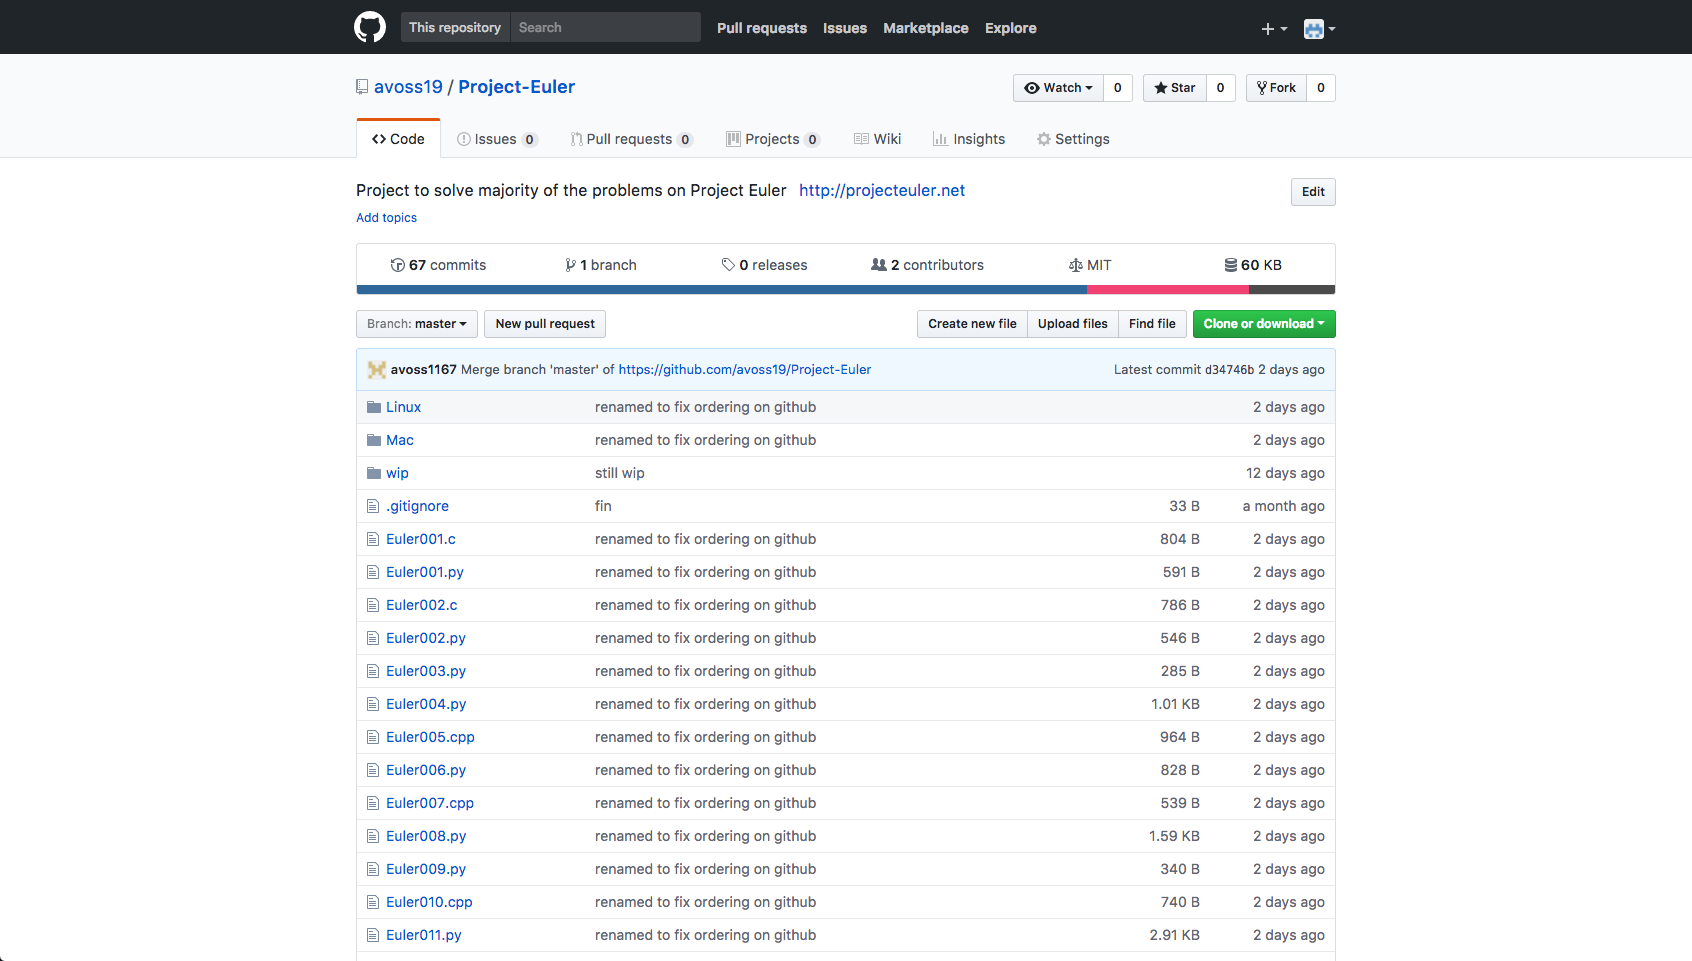 This repository Search Pull requests Issues Marketplace Explore
avoss19 / Project-Euler Watch 0 Star 0 Fork 0
Code Issues 0 Pull requests 0 Projects 0 Wiki Insights Settings
Project to solve majority of the problems on Project Euler http://projecteuler.net Edit
Add topics
67 commits 1 branch 0 releases 2 contributors MIT 60 KB
Branch: master New pull request Create new file Upload files Find file Clone or download
avoss1167 Merge branch 'master' of https://github.com/avoss19/Project-Euler Latest commit d34746b 2 days ago
Linux renamed to fix ordering on github 2 days ago
Mac renamed to fix ordering on github 2 days ago
wip still wip 12 days ago
.gitignore fin 33 B a month ago
Euler001.c renamed to fix ordering on github 804 B 2 days ago
Euler001.py renamed to fix ordering on github 591 B 2 days ago
Euler002.c renamed to fix ordering on github 786 B 2 days ago
Euler002.py renamed to fix ordering on github 546 B 2 days ago
Euler003.py renamed to fix ordering on github 285 B 2 days ago
Euler004.py renamed to fix ordering on github 1.01 KB 2 days ago
Euler005.cpp renamed to fix ordering on github 964 B 2 days ago
Euler006.py renamed to fix ordering on github 828 B 2 days ago
Euler007.cpp renamed to fix ordering on github 539 B 2 days ago
Euler008.py renamed to fix ordering on github 1.59 KB 2 days ago
Euler009.py renamed to fix ordering on github 340 B 2 days ago
Euler010.cpp renamed to fix ordering on github 740 B 2 days ago
Euler011.py renamed to fix ordering on github 2.91 KB 2 days ago